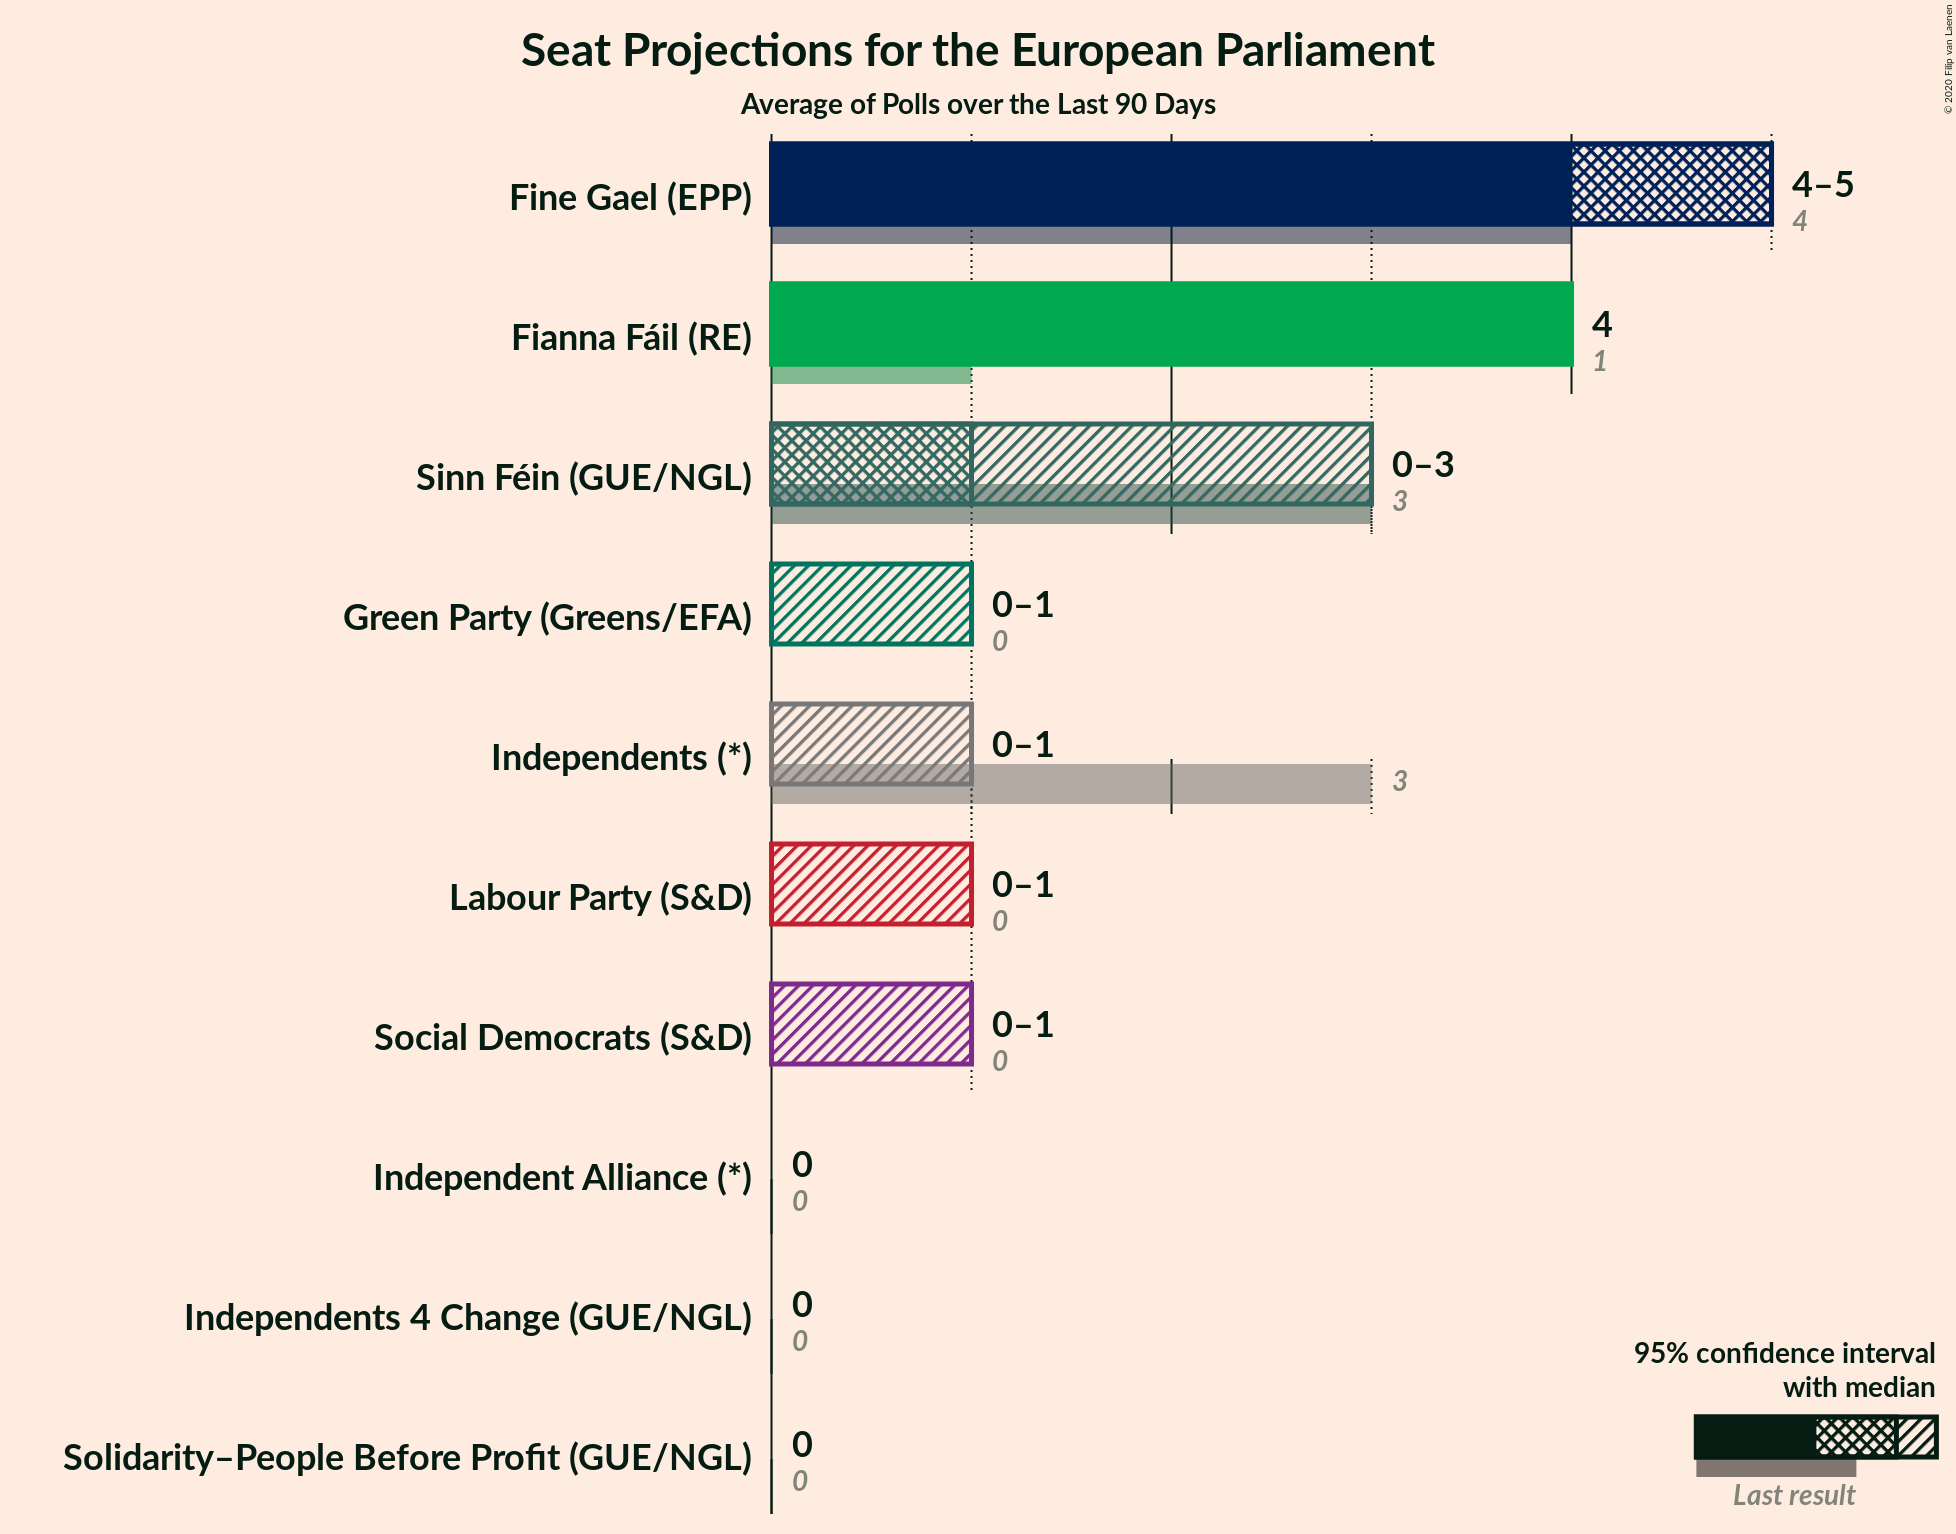 Seat Projections for the European Parliament
Average of Polls over the Last 90 Days
© 2020 Filip van Laenen
Fine Gael (EPP)
4–5
4
Fianna Fáil (RE)
4
1
Sinn Féin (GUE/NGL)
0–3
3
Green Party (Greens/EFA)
0–1
0
Independents (*)
0–1
3
Labour Party (S&D)
0–1
0
Social Democrats (S&D)
0–1
0
Independent Alliance (*)
0
0
Independents 4 Change (GUE/NGL)
0
0
Solidarity–People Before Profit (GUE/NGL)
0
0
95% confidence interval
with median
Last result